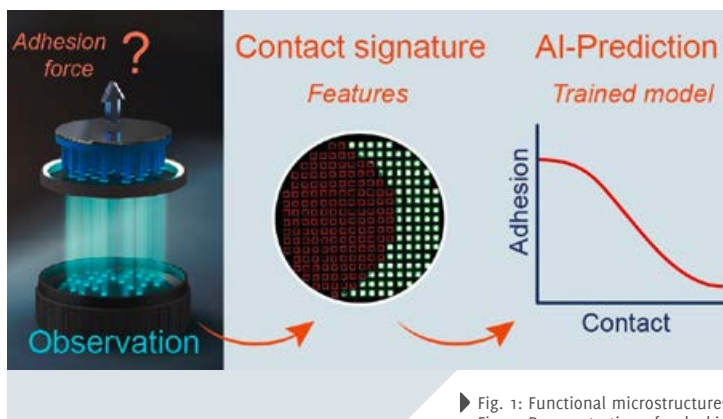 Adhesion
force ?
Observation
Contact signature
Features
AI-Prediction
Trained model
Adhesion
Contact
Fig. 1: Functional microstructure